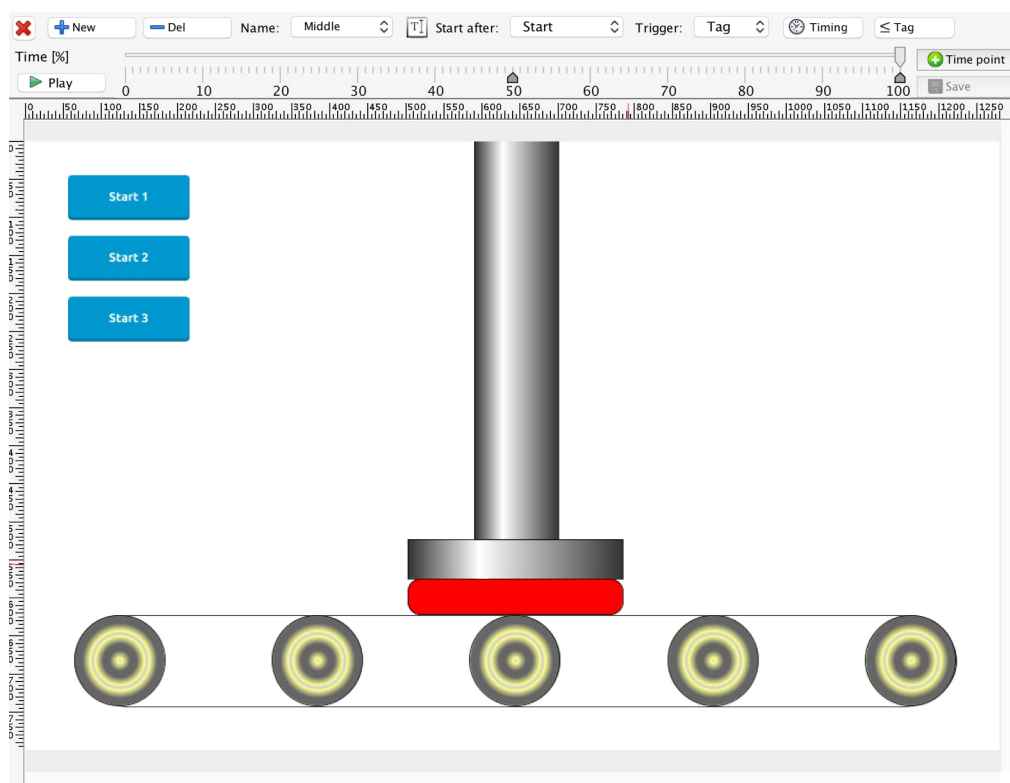 New Del Name: Middle T Start after: Start Trigger: Tag Timing ≤ Tag
Time [%]
Time point
Play
Save
0 10 20 30 40 50 60 70 80 90 100
0 50 100 150 200 250 300 350 400 450 500 550 600 650 700 750 800 850 900 950 1000 1050 1100 1150 1200 1250
Start 1
Start 2
Start 3